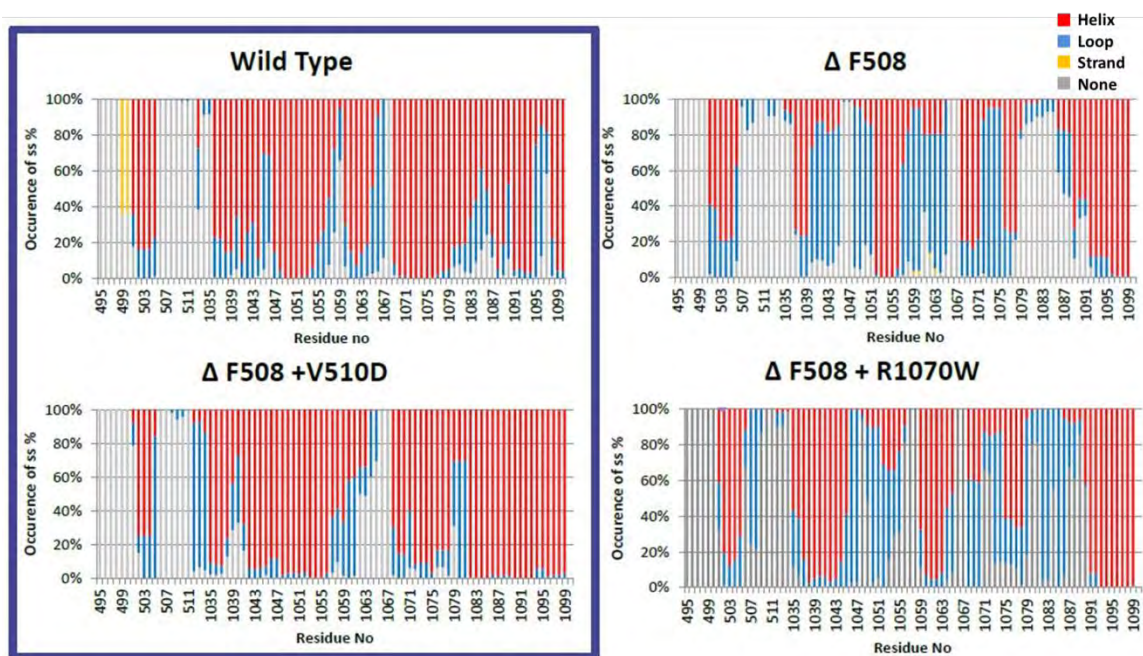 Helix
Loop
Strand
None
Wild Type
Occurence of ss %
100%
80%
60%
40%
20%
0%
495 499 503 507 511 1035 1039 1043 1047 1051 1055 1059 1063 1067 1071 1075 1079 1083 1087 1091 1095 1099
Residue no
Δ F508
Occurence of ss %
100%
80%
60%
40%
20%
0%
495 499 503 507 511 1035 1039 1043 1047 1051 1055 1059 1063 1067 1071 1075 1079 1083 1087 1091 1095 1099
Residue No
Δ F508 +V510D
Occurence of ss %
100%
80%
60%
40%
20%
0%
495 499 503 507 511 1035 1039 1043 1047 1051 1055 1059 1063 1067 1071 1075 1079 1083 1087 1091 1095 1099
Residue No
Δ F508 + R1070W
Occurence of ss %
100%
80%
60%
40%
20%
0%
495 499 503 507 511 1035 1039 1043 1047 1051 1055 1059 1063 1067 1071 1075 1079 1083 1087 1091 1095 1099
Residue No